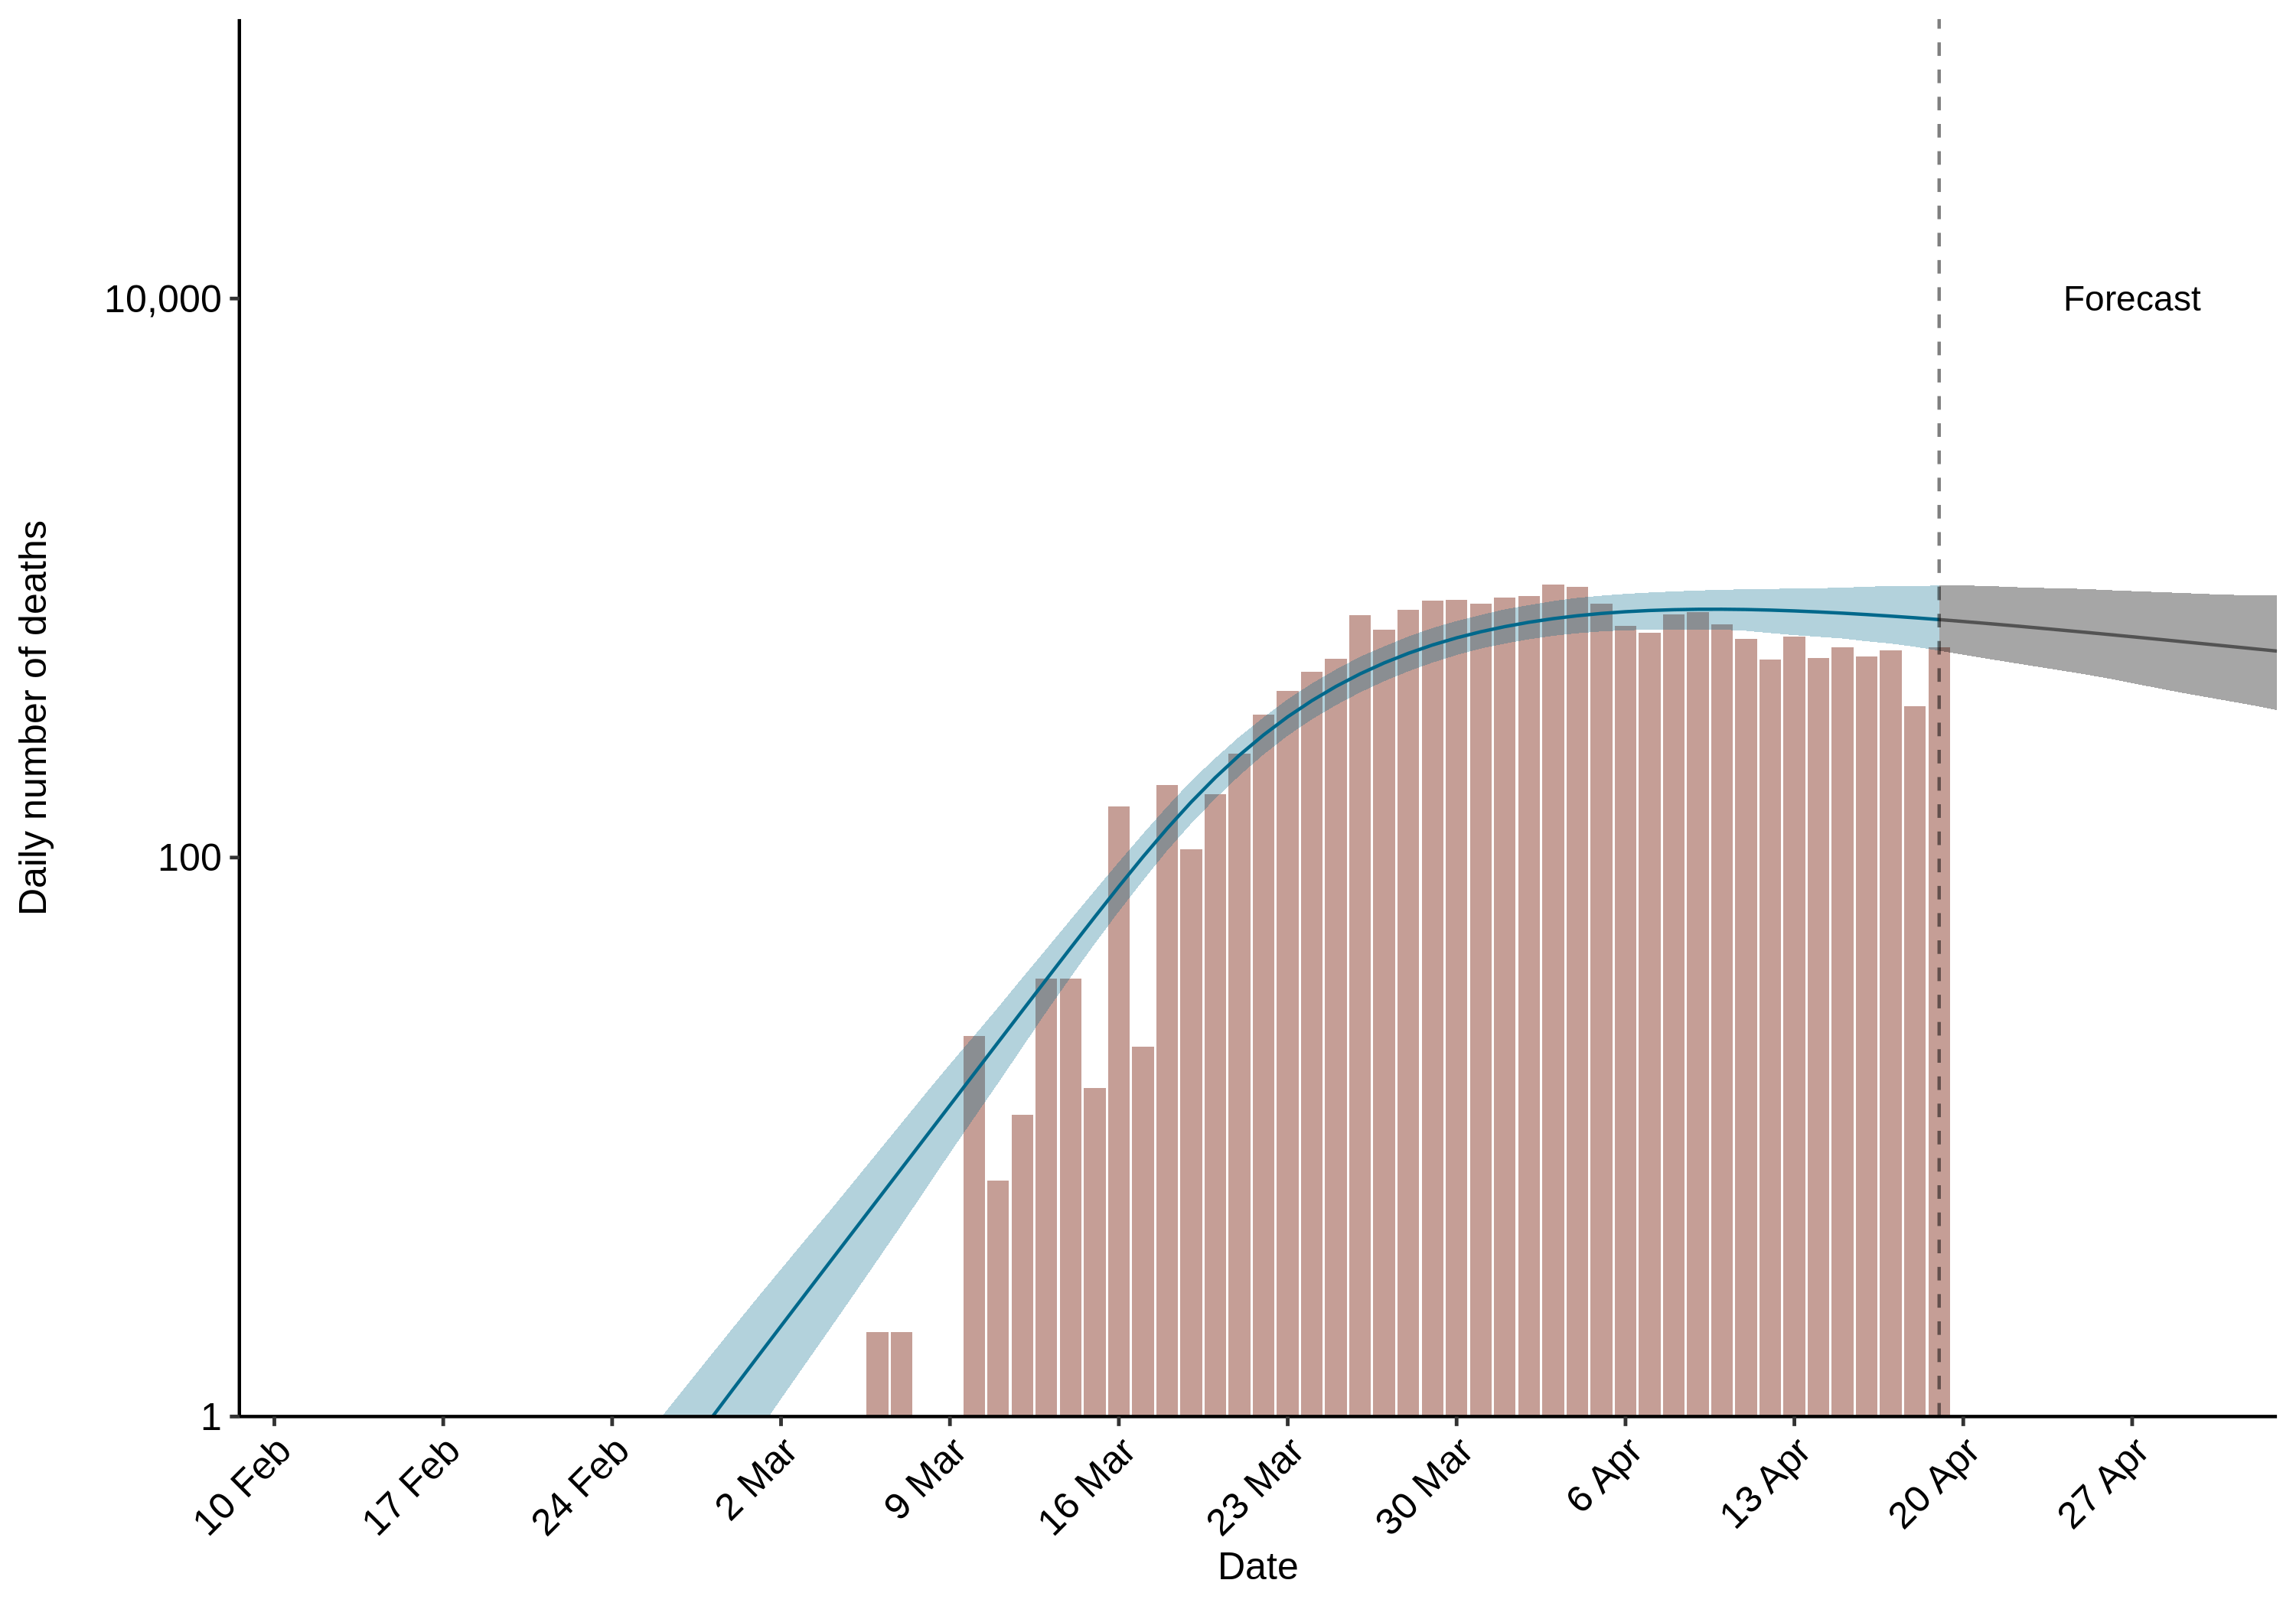 Daily number of deaths
10,000
100
1
Forecast
10 Feb
17 Feb
24 Feb
2 Mar
9 Mar
16 Mar
23 Mar
30 Mar
6 Apr
13 Apr
20 Apr
27 Apr
Date